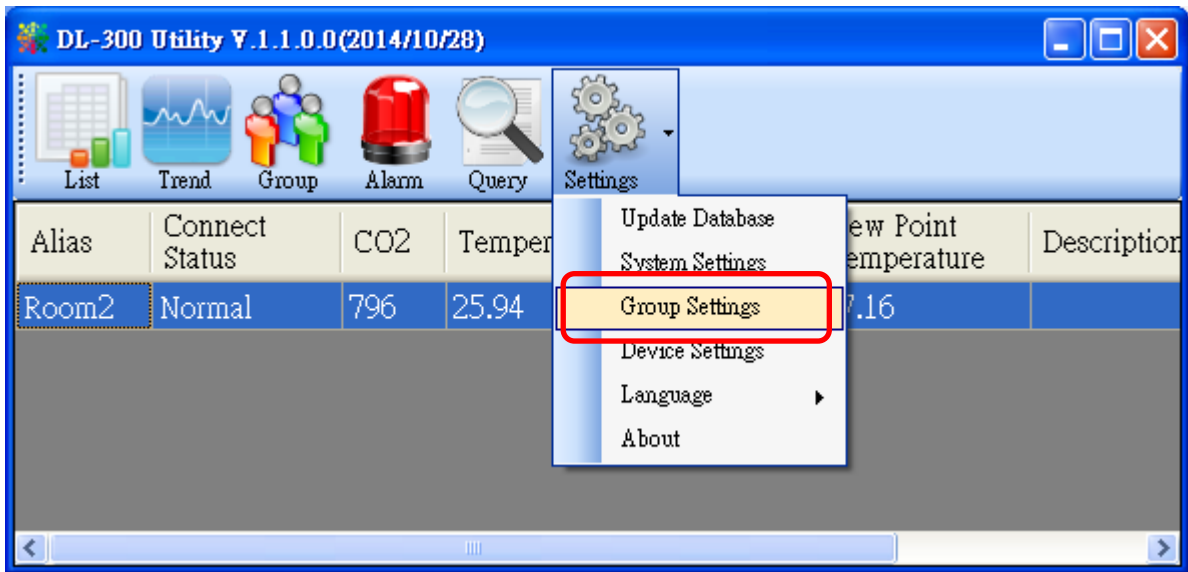 DL-300 Utility V.1.1.0.0(2014/10/28)
List Trend Group Alarm Query Settings
Update Database
System Settings
Group Settings
Device Settings
Language
About
Alias Connect Status CO2 Temper ew Point emperature Description
Room2 Normal 796 25.94 7.16